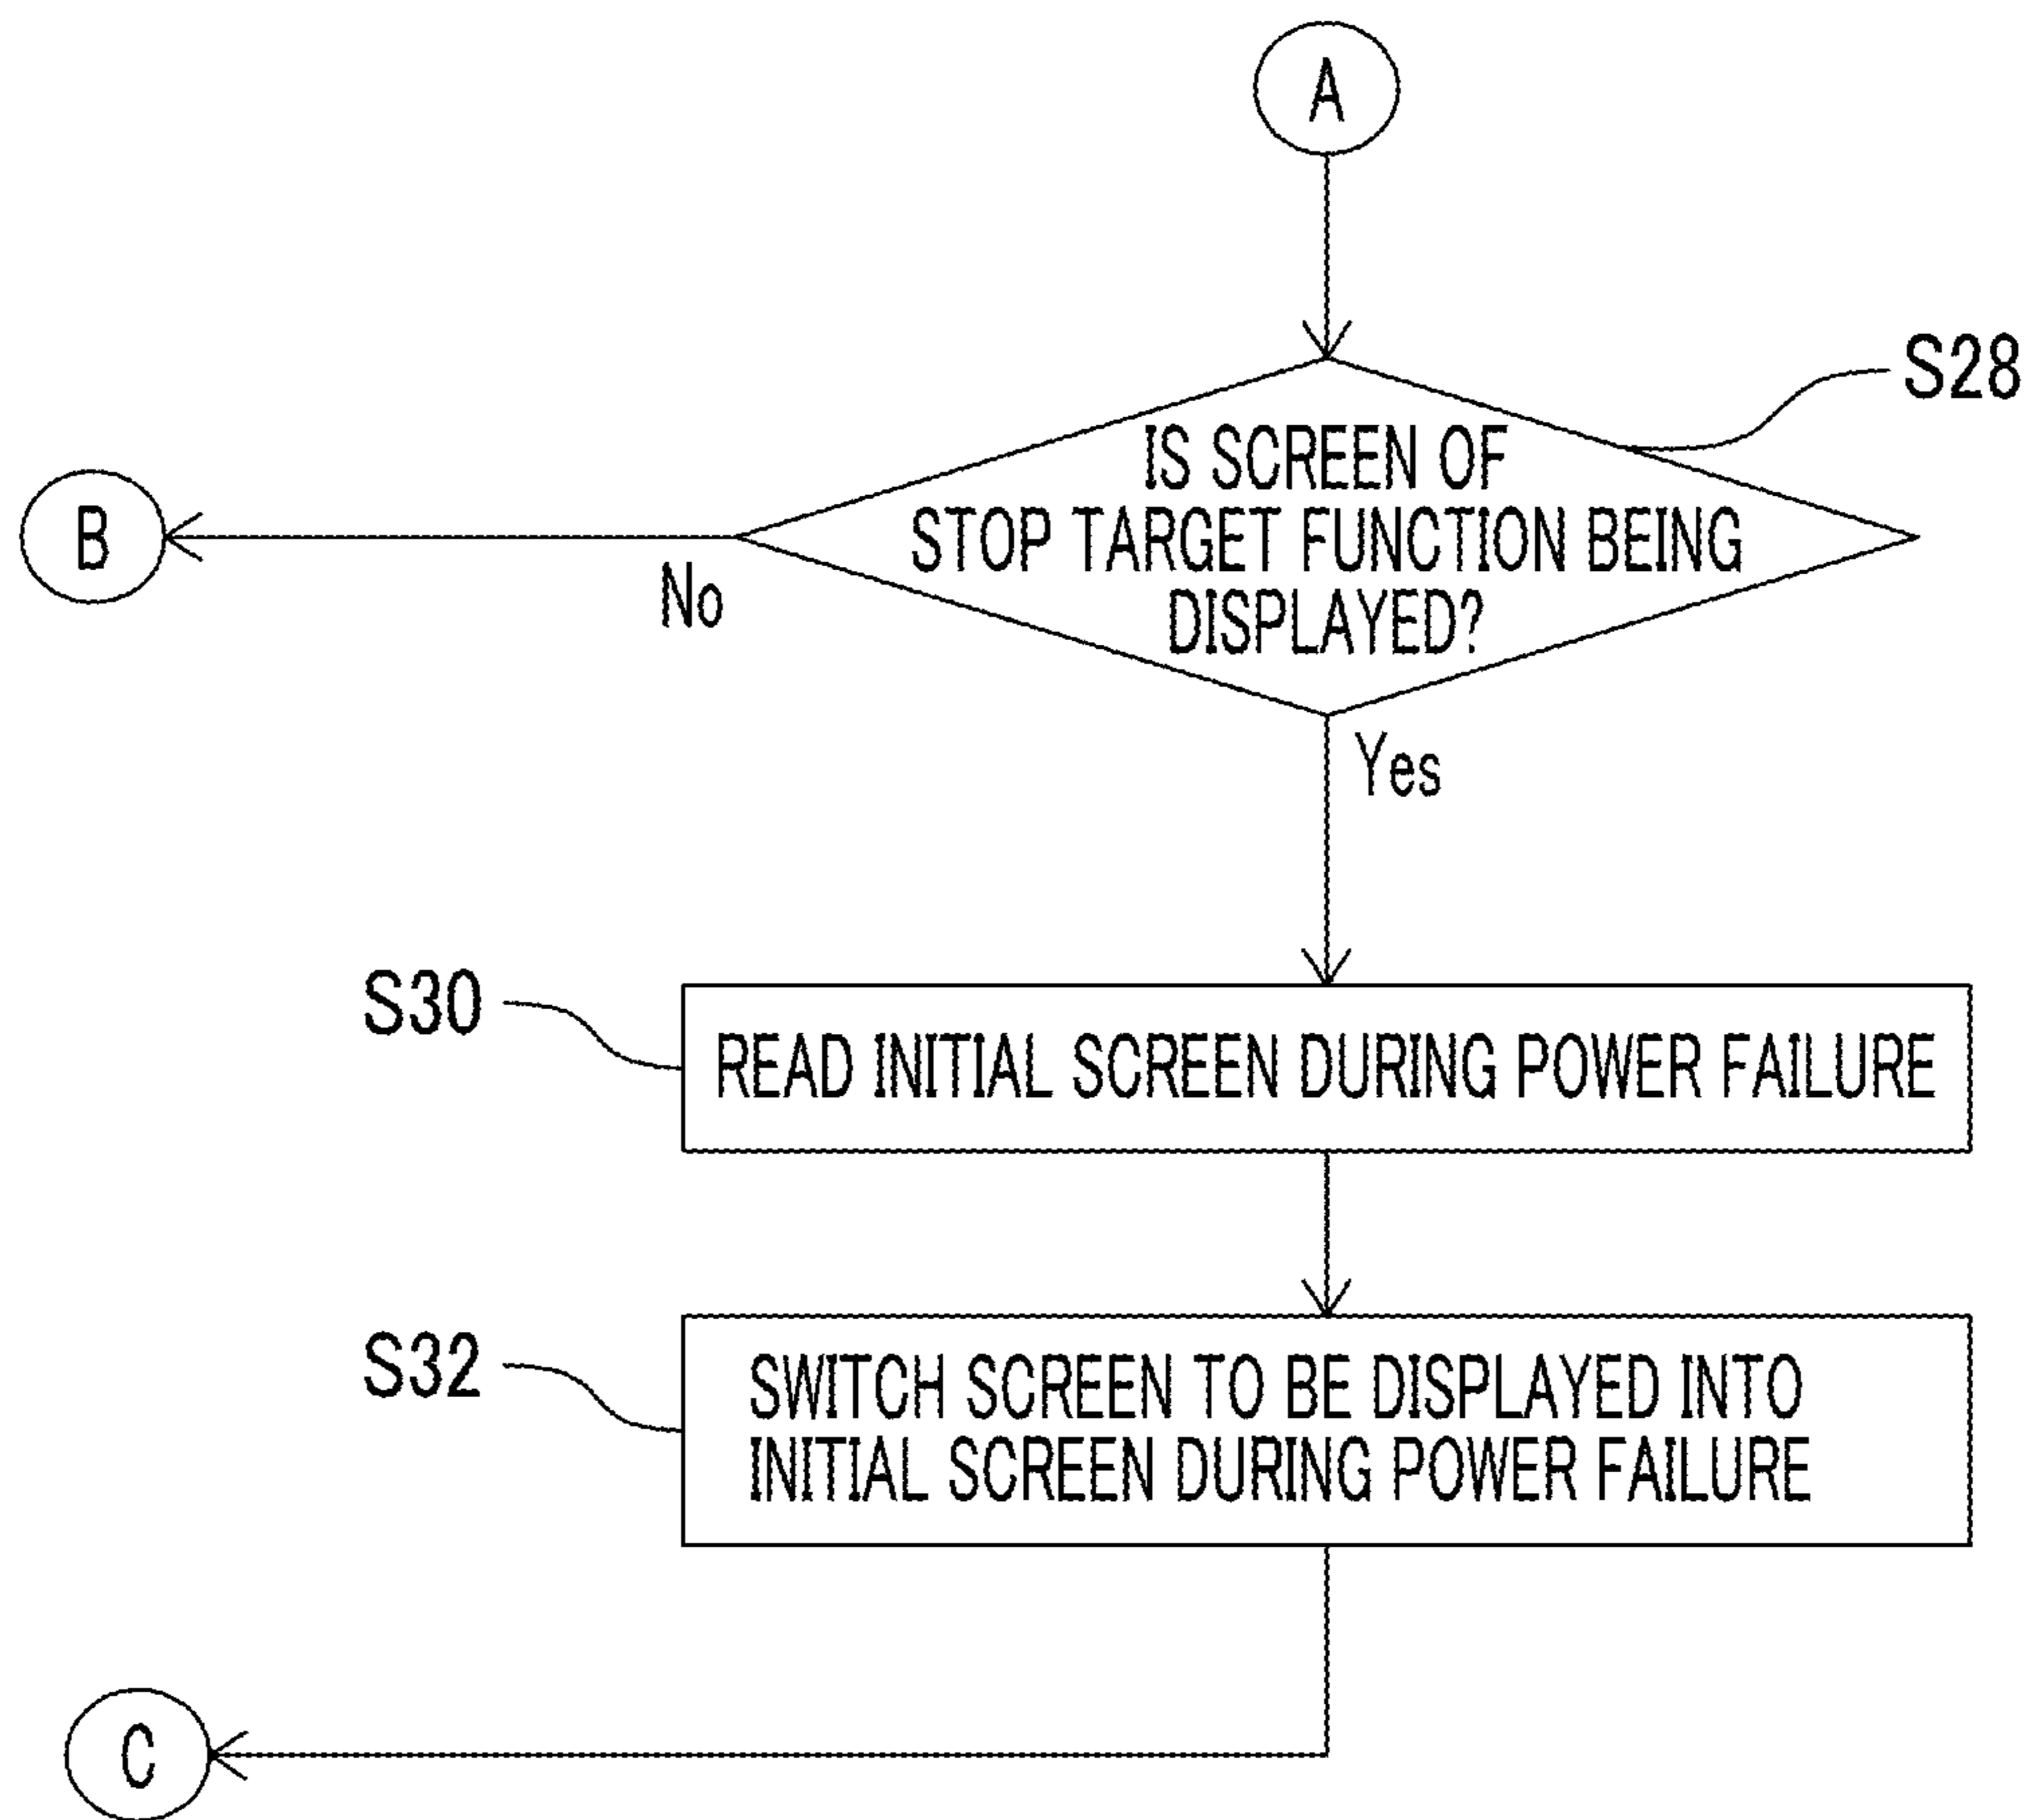 A
S28
IS SCREEN OF
STOP TARGET FUNCTION BEING
DISPLAYED?
B
No
Yes
S30
READ INITIAL SCREEN DURING POWER FAILURE
S32
SWITCH SCREEN TO BE DISPLAYED INTO
INITIAL SCREEN DURING POWER FAILURE
C